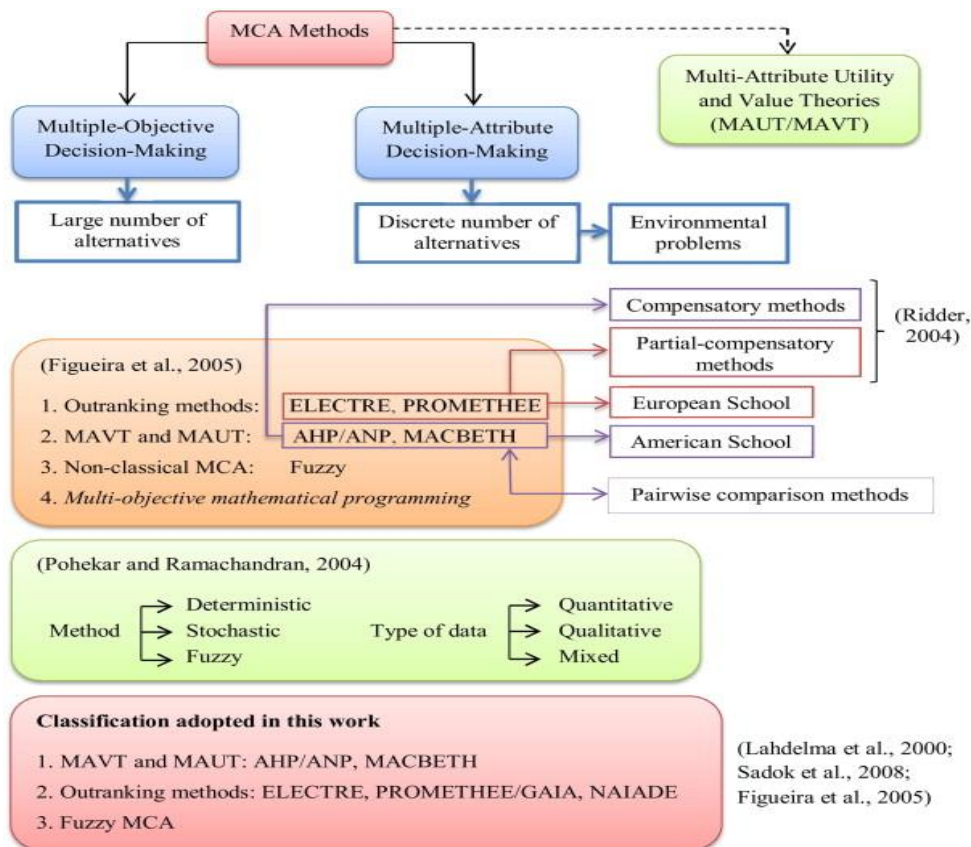 MCA Methods
Multi-Attribute Utility
and Value Theories
(MAUT/MAVT)
Multiple-Objective
Decision-Making
Multiple-Attribute
Decision-Making
Large number of
alternatives
Discrete number of
alternatives
Environmental
problems
Compensatory methods
Partial-compensatory
methods
(Ridder,
2004)
(Figueira et al., 2005)
1. Outranking methods: ELECTRE, PROMETHEE
European School
2. MAVT and MAUT: AHP/ANP, MACBETH
American School
3. Non-classical MCA: Fuzzy
4. Multi-objective mathematical programming
Pairwise comparison methods
(Pohekar and Ramachandran, 2004)
Method
Deterministic
Stochastic
Fuzzy
Type of data
Quantitative
Qualitative
Mixed
Classification adopted in this work
1. MAVT and MAUT: AHP/ANP, MACBETH
2. Outranking methods: ELECTRE, PROMETHEE/GAIA, NAIADE
3. Fuzzy MCA
(Lahdelma et al., 2000;
Sadok et al., 2008;
Figueira et al., 2005)